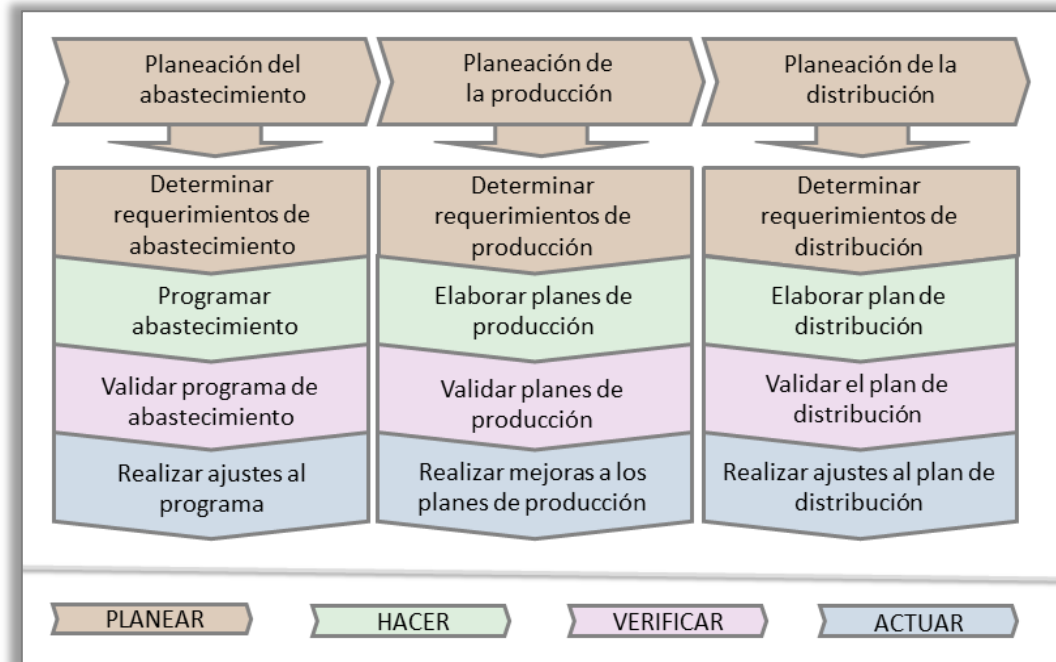 Planeación del
abastecimiento
Planeación de
la producción
Planeación de la
distribución
Determinar
requerimientos de
abastecimiento
Programar
abastecimiento
Validar programa de
abastecimiento
Realizar ajustes al
programa
Determinar
requerimientos de
producción
Elaborar planes de
producción
Validar planes de
producción
Realizar mejoras a los
planes de producción
Determinar
requerimientos de
distribución
Elaborar plan de
distribución
Validar el plan de
distribución
Realizar ajustes al plan de
distribución
PLANEAR
HACER
VERIFICAR
ACTUAR